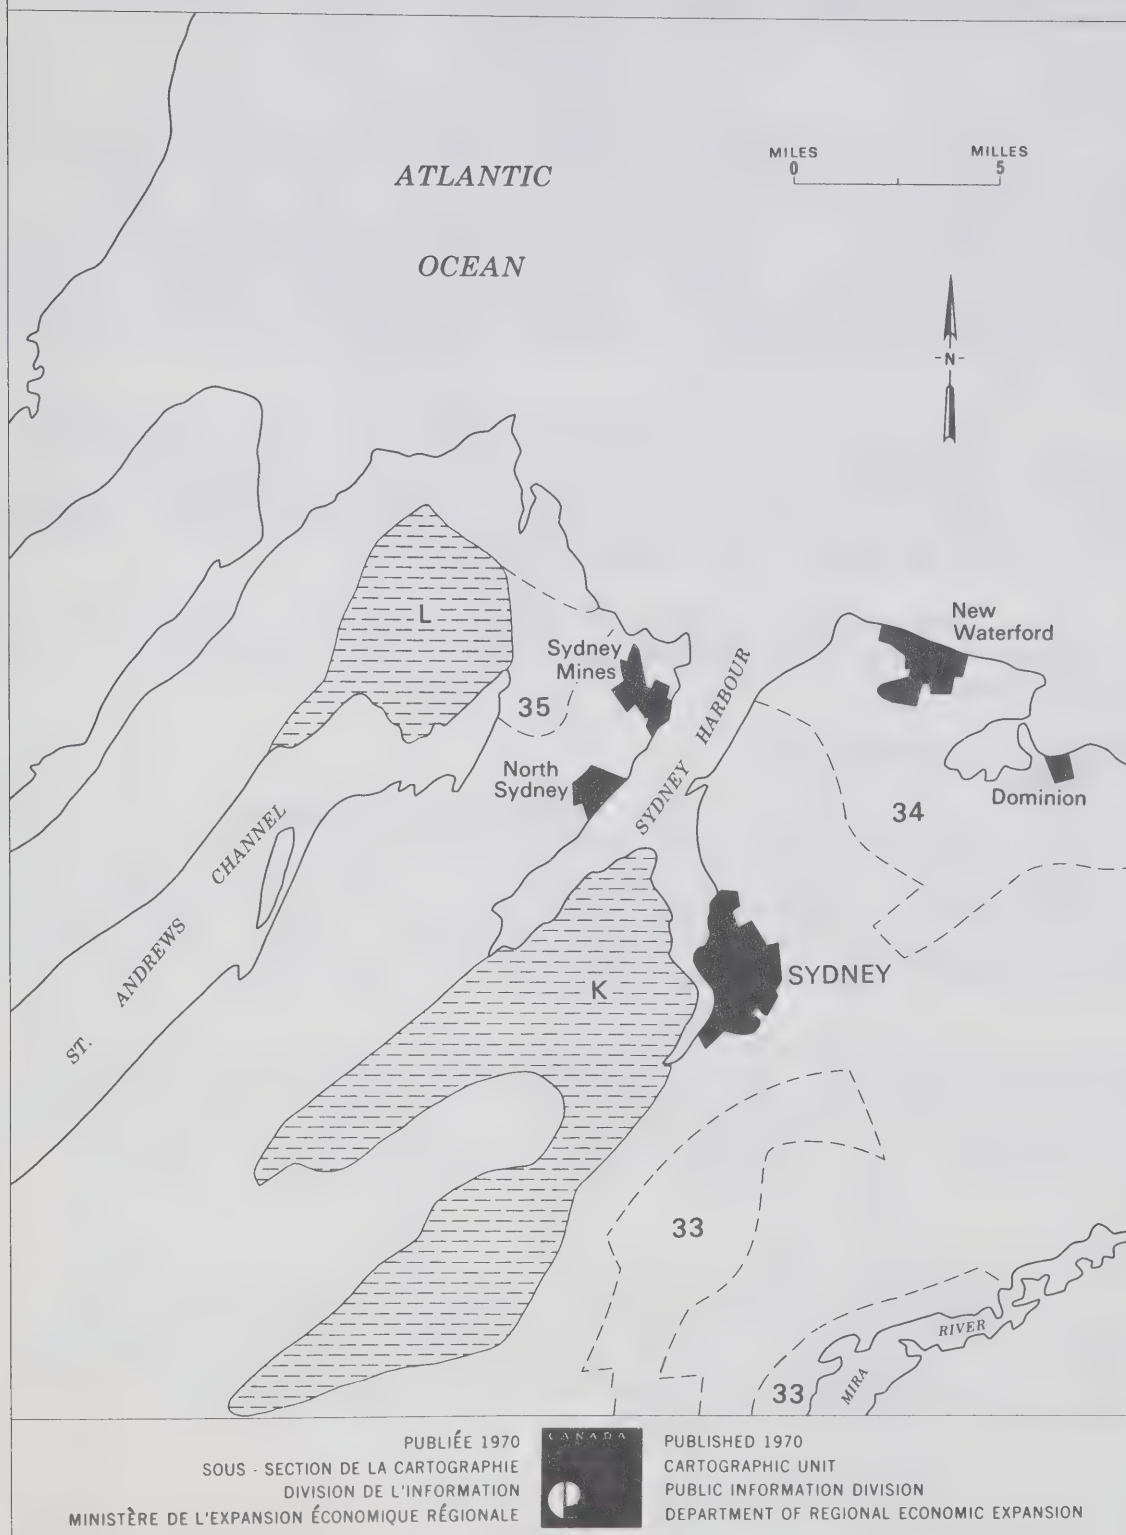 MILES
MILLES
0
5
ATLANTIC
OCEAN
-N-
L
New
Waterford
Sydney
Mines
35
SYDNEY HARBOUR
North
Sydney
Dominion
34
ST. ANDREWS CHANNEL
SYDNEY
K
33
RIVER
MIRA
33
PUBLIÉE 1970
SOUS - SECTION DE LA CARTOGRAPHIE
DIVISION DE L'INFORMATION
MINISTÈRE DE L'EXPANSION ÉCONOMIQUE RÉGIONALE
CANADA
PUBLISHED 1970
CARTOGRAPHIC UNIT
PUBLIC INFORMATION DIVISION
DEPARTMENT OF REGIONAL ECONOMIC EXPANSION